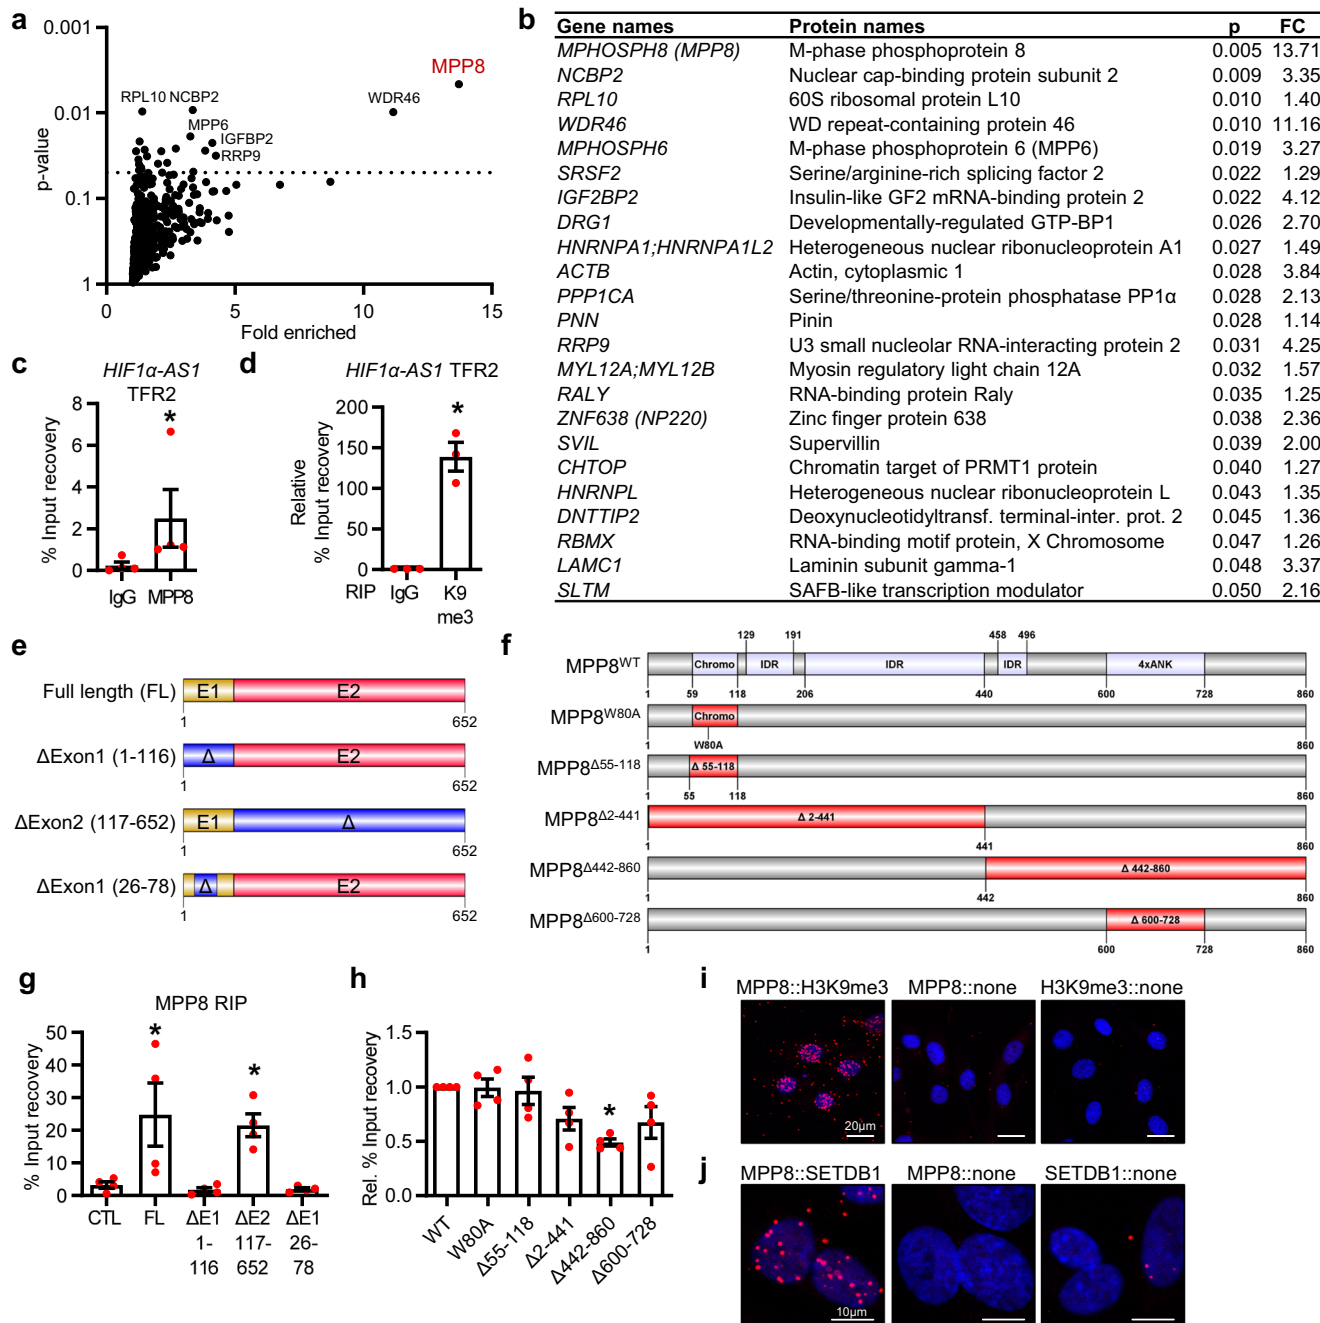 a
0.001
0.01
0.1
1
p-value
0
5
10
15
Fold enriched
MPP8
WDR46
RPL10 NCBP2
MPP6
IGFBP2
RRP9
b
Gene names Protein names p FC
MPHOSPH8 (MPP8) M-phase phosphoprotein 8 0.005 13.71
NCBP2 Nuclear cap-binding protein subunit 2 0.009 3.35
RPL10 60S ribosomal protein L10 0.010 1.40
WDR46 WD repeat-containing protein 46 0.010 11.16
MPHOSPH6 M-phase phosphoprotein 6 (MPP6) 0.019 3.27
SRSF2 Serine/arginine-rich splicing factor 2 0.022 1.29
IGF2BP2 Insulin-like GF2 mRNA-binding protein 2 0.022 4.12
DRG1 Developmentally-regulated GTP-BP1 0.026 2.70
HNRNPA1;HNRNPA1L2 Heterogeneous nuclear ribonucleoprotein A1 0.027 1.49
ACTB Actin, cytoplasmic 1 0.028 3.84
PPP1CA Serine/threonine-protein phosphatase PP1α 0.028 2.13
PNN Pinin 0.028 1.14
RRP9 U3 small nucleolar RNA-interacting protein 2 0.031 4.25
MYL12A;MYL12B Myosin regulatory light chain 12A 0.032 1.57
RALY RNA-binding protein Raly 0.035 1.25
ZNF638 (NP220) Zinc finger protein 638 0.038 2.36
SVIL Supervillin 0.039 2.00
CHTOP Chromatin target of PRMT1 protein 0.040 1.27
HNRNPL Heterogeneous nuclear ribonucleoprotein L 0.043 1.35
DNTTIP2 Deoxynucleotidyltransf. terminal-inter. prot. 2 0.045 1.36
RBMX RNA-binding motif protein, X Chromosome 0.047 1.26
LAMC1 Laminin subunit gamma-1 0.048 3.37
SLTM SAFB-like transcription modulator 0.050 2.16
c
HIF1α-AS1
TFR2
% Input recovery
8
6
4
2
0
*
IgG MPP8
d
HIF1α-AS1 TFR2
Relative
% Input recovery
200
150
100
50
0
*
RIP IgG K9
me3
e
Full length (FL) E1 E2
1 652
ΔExon1 (1-116) Δ E2
1 652
ΔExon2 (117-652) E1 Δ
1 652
ΔExon1 (26-78) Δ E2
1 652
f
129 191 458 496
MPP8WT Chromo IDR IDR IDR 4xANK
1 59 118 206 440 600 728 860
MPP8W80A Chromo
1 W80A 860
MPP8Δ55-118 Δ 55-118
1 55 118 860
MPP8Δ2-441 Δ 2-441
1 441 860
MPP8Δ442-860 Δ 442-860
1 442 860
MPP8Δ600-728 Δ 600-728
1 600 728 860
g
MPP8 RIP
% Input recovery
50
40
30
20
10
0
* *
CTL FL ΔE1 ΔE2 ΔE1
1- 117- 26-
116 652 78
h
Rel. % Input recovery
1.5
1.0
0.5
0.0
*
WT
W80A
Δ55-118
Δ2-441
Δ442-860
Δ600-728
i
MPP8::H3K9me3 MPP8::none H3K9me3::none
20µm
j
MPP8::SETDB1 MPP8::none SETDB1::none
10µm